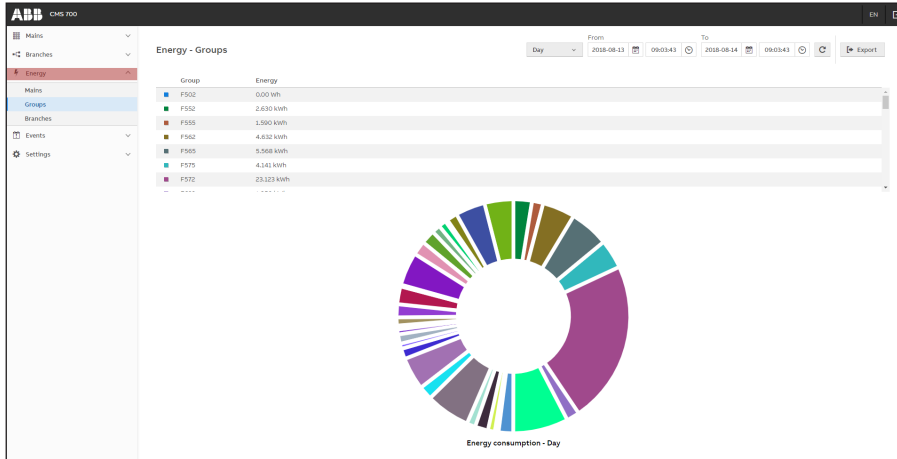 ABB CMS 700 EN
Mains
Branches
Energy
Mains
Groups
Branches
Events
Settings
Energy - Groups
From To
Day 2018-08-13 09:03:43 2018-08-14 09:03:43 Export
Group Energy
F502 0.00 Wh
F552 2.630 kWh
F555 1.590 kWh
F562 4.632 kWh
F565 5.568 kWh
F575 4.141 kWh
F572 23.123 kWh
Energy consumption - Day